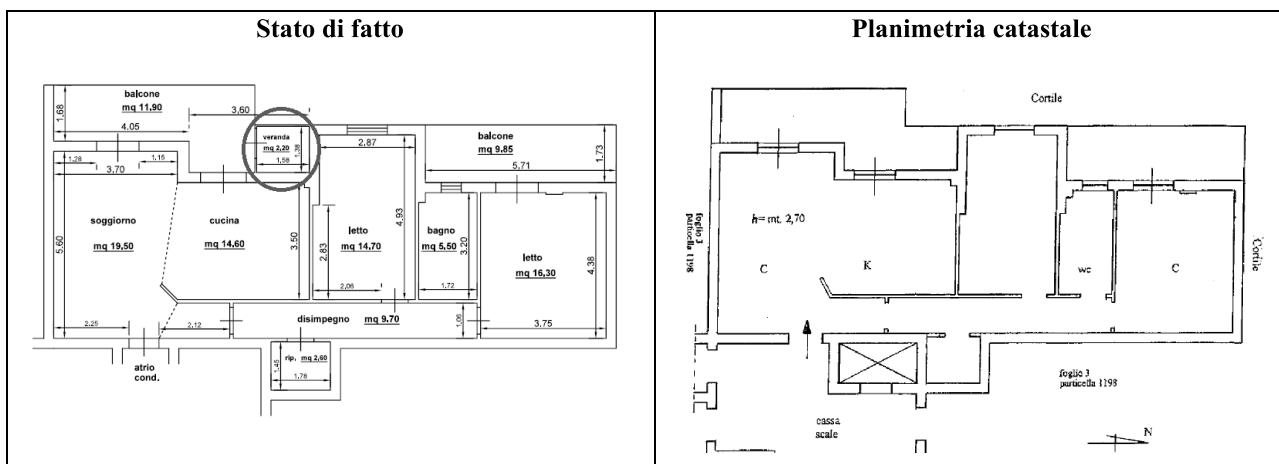 Stato di fatto
balcone
mq 11,90
1.68
4.05
3,60
veranda
mq 2,20
1,38
1,58
2.87
balcone
mq 9.85
5.71
1.73
1.28
1.15
3.70
soggiorno
mq 19,50
5.60
cucina
mq 14,60
3.50
letto
mq 14,70
4.93
2.83
2,06
bagno
mq 5,50
3.20
1.72
letto
mq 16,30
4.38
3.75
2.25
2.12
disimpegno
mq 9.70
1,06
rip, mq 2,60
1.45
1.78
atrio
cond.
Planimetria catastale
Cortile
foglio 3
particella 1198
h= mt. 2,70
C
K
wc
C
Cortile
foglio 3
particella 1198
cassa
scale
N